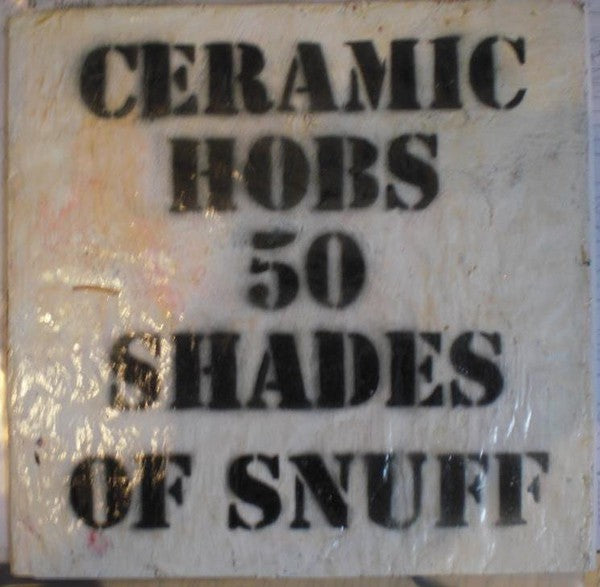 CERAMIC
HOBS
50
SHADES
OF SNUFF